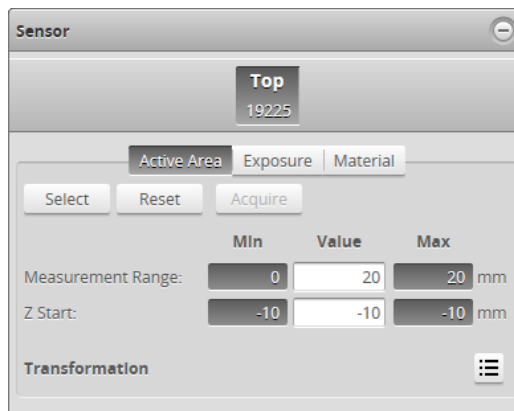 Sensor
Top
19225
Active Area Exposure Material
Select Reset Acquire
Min Value Max
Measurement Range: 0 20 20 mm
Z Start: -10 -10 -10 mm
Transformation